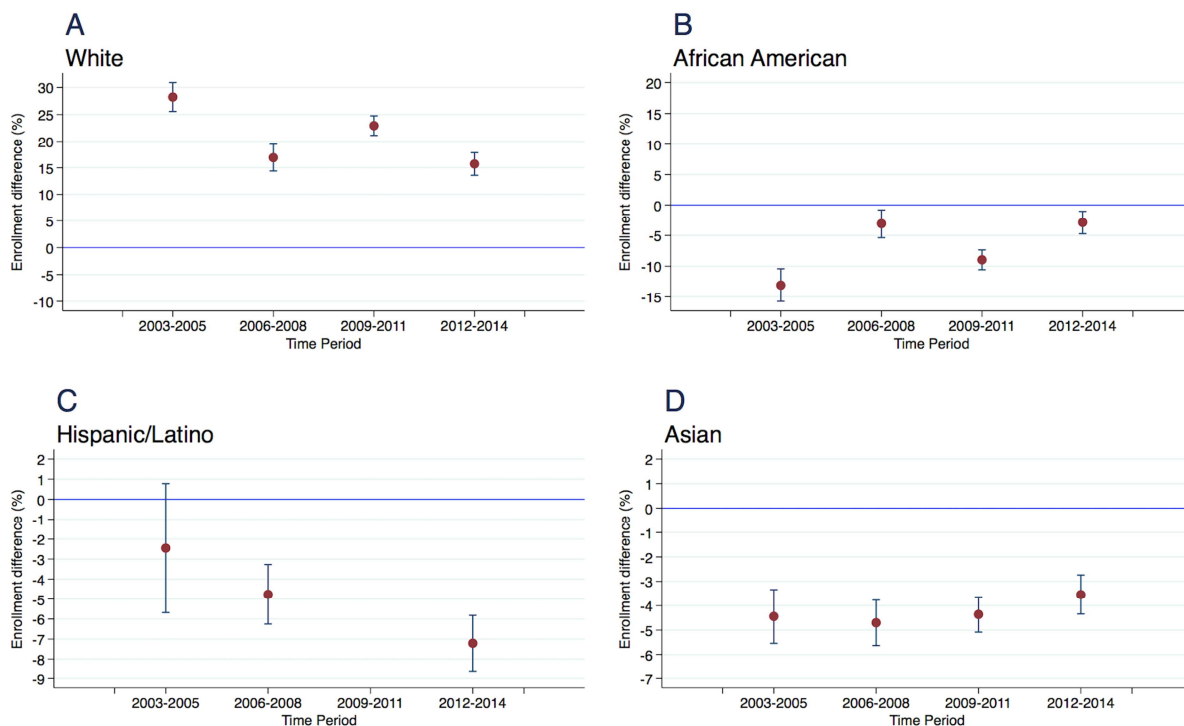 A
White
Enrollment difference (%)
30
25
20
15
10
5
0
-5
-10
2003-2005 2006-2008 2009-2011 2012-2014
Time Period
B
African American
Enrollment difference (%)
20
15
10
5
0
-5
-10
-15
2003-2005 2006-2008 2009-2011 2012-2014
Time Period
C
Hispanic/Latino
Enrollment difference (%)
2
1
0
-1
-2
-3
-4
-5
-6
-7
-8
-9
2003-2005 2006-2008 2009-2011 2012-2014
Time Period
D
Asian
Enrollment difference (%)
2
1
0
-1
-2
-3
-4
-5
-6
-7
2003-2005 2006-2008 2009-2011 2012-2014
Time Period